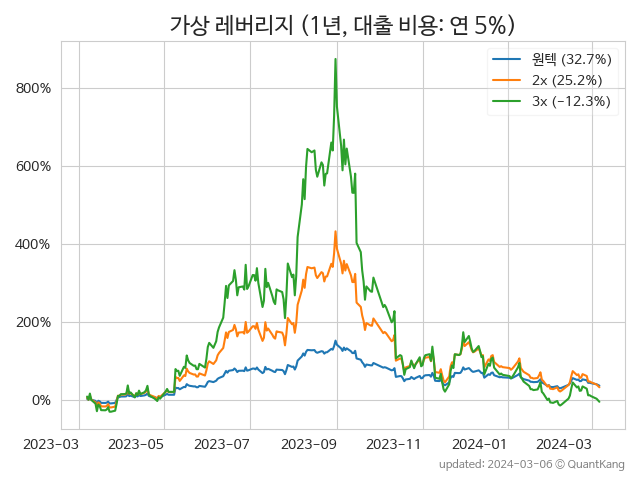 가상 레버리지 (1년, 대출 비용: 연 5%)
원텍 (32.7%)
2x (25.2%)
3x (-12.3%)
800%
600%
400%
200%
0%
2023-03 2023-05 2023-07 2023-09 2023-11 2024-01 2024-03
updated: 2024-03-06 © QuantKang